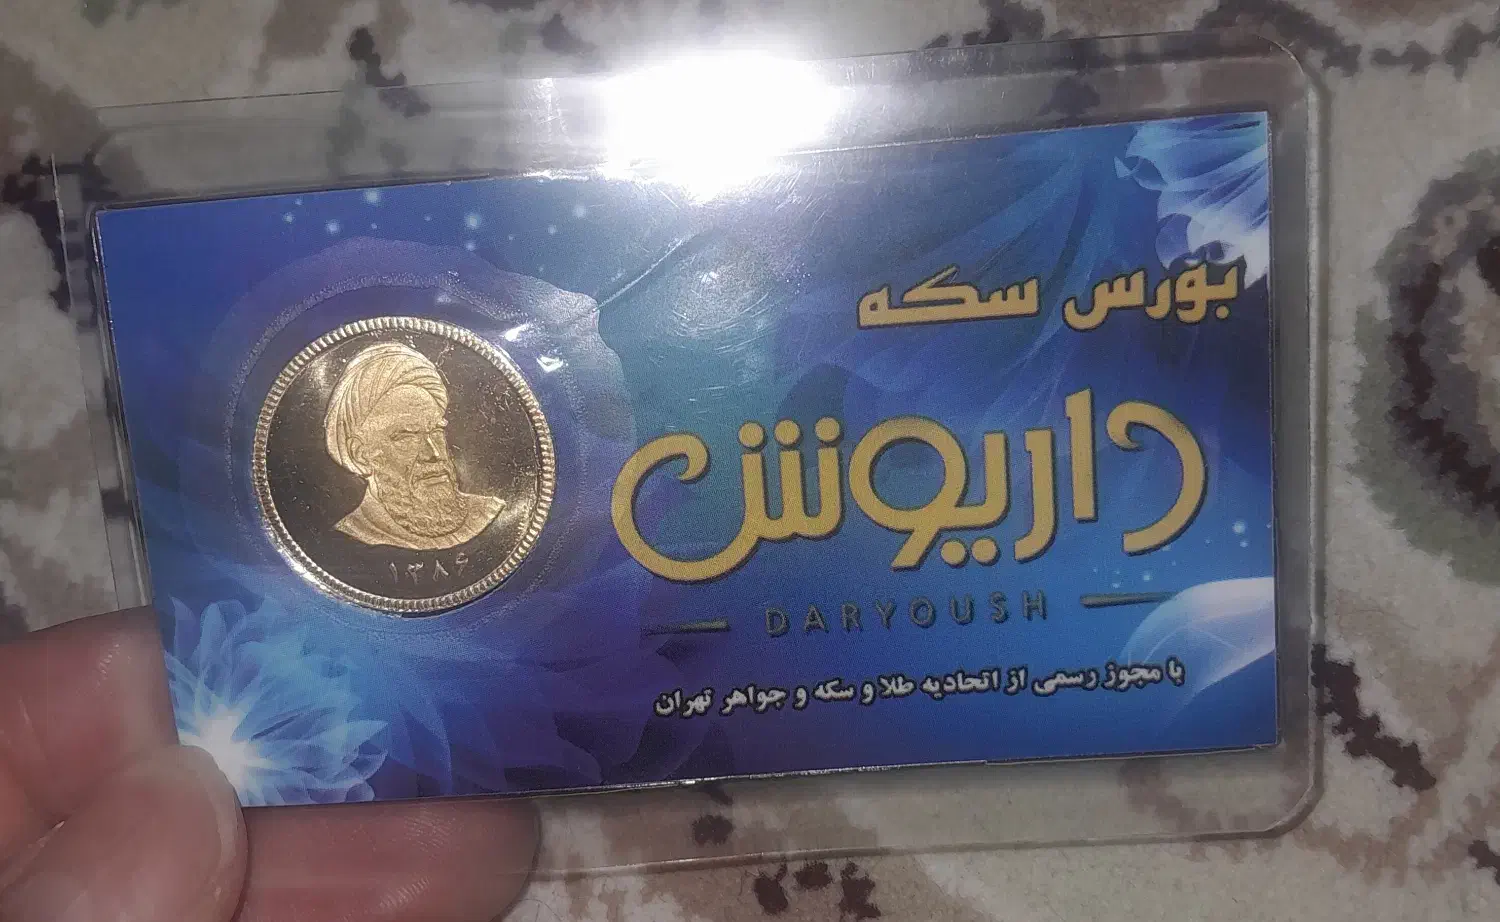 بورس سکه
داریوش
DARYOUSH
با مجوز رسمی از اتحادیه طلا و سکه و جواهر تهران
۱۳۸۶